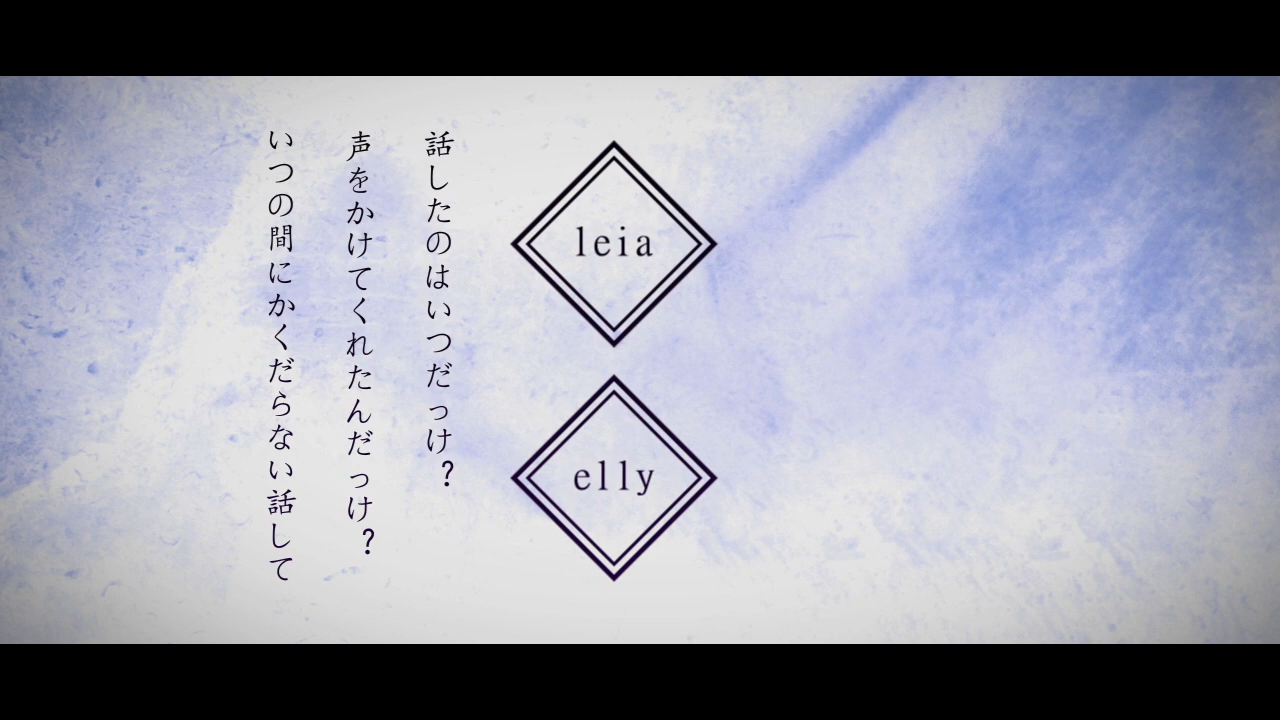 leia
elly
話したのはいつだっけ？
声をかけてくれたんだっけ？
いつの間にかくだらない話して